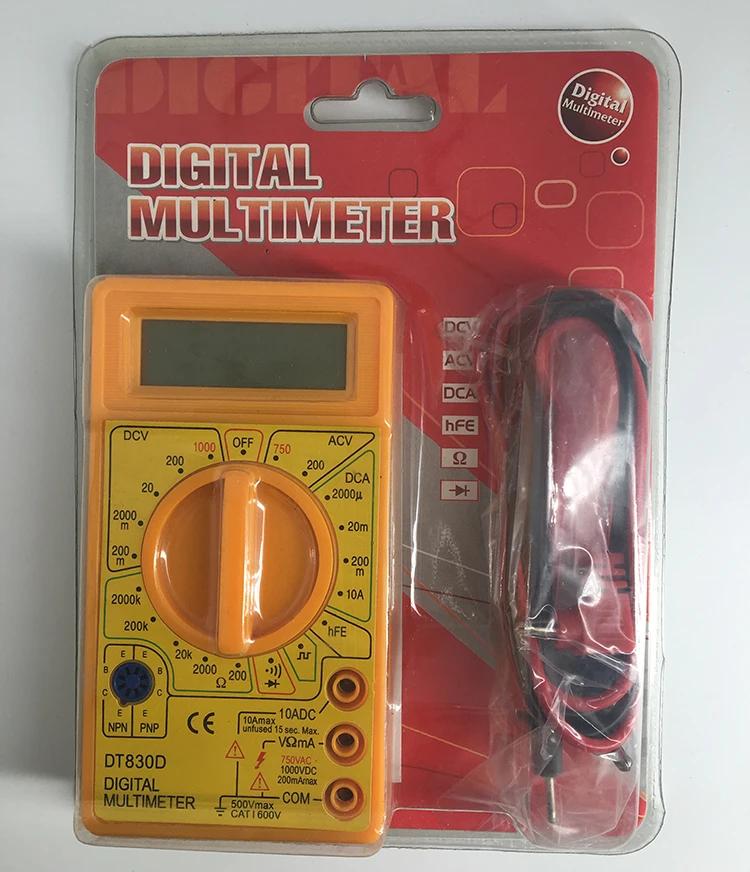 DIGITAL
Digital
Multimeter
DIGITAL
MULTIMETER
DCV
ACV
DCA
hFE
Ω
DCV
1000
OFF
750
ACV
200
200
DCA
20
2000µ
2000
m
20m
200
m
200
m
2000k
10A
200k
hFE
20k
2000
200
Ω
E E
B B
C C
E E
NPN PNP
CE
10ADC
10Amax
unfused 15 sec. Max.
VΩmA
750VAC
1000VDC
200mAmax
COM
500Vmax
CAT I 600V
DT830D
DIGITAL
MULTIMETER